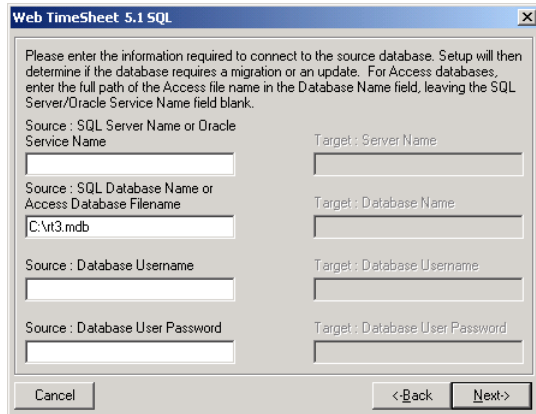 Web TimeSheet 5.1 SQL
Please enter the information required to connect to the source database. Setup will then
determine if the database requires a migration or an update. For Access databases,
enter the full path of the Access file name in the Database Name field, leaving the SQL
Server/Oracle Service Name field blank.
Source : SQL Server Name or Oracle
Service Name
Target : Server Name
Source : SQL Database Name or
Access Database Filename
Target : Database Name
C:\rt3.mdb
Source : Database Username
Target : Database Username
Source : Database User Password
Target : Database User Password
Cancel
<-Back
Next->